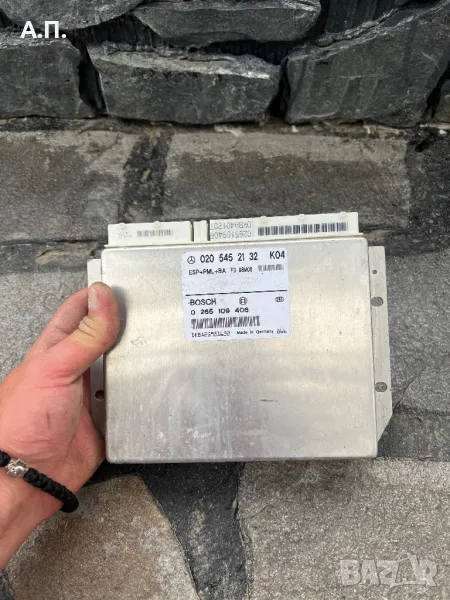 А.П.
020 545 21 32 K04
ESP+PML+BA
BOSCH
0 265 109 406
Made in Germany
bazar